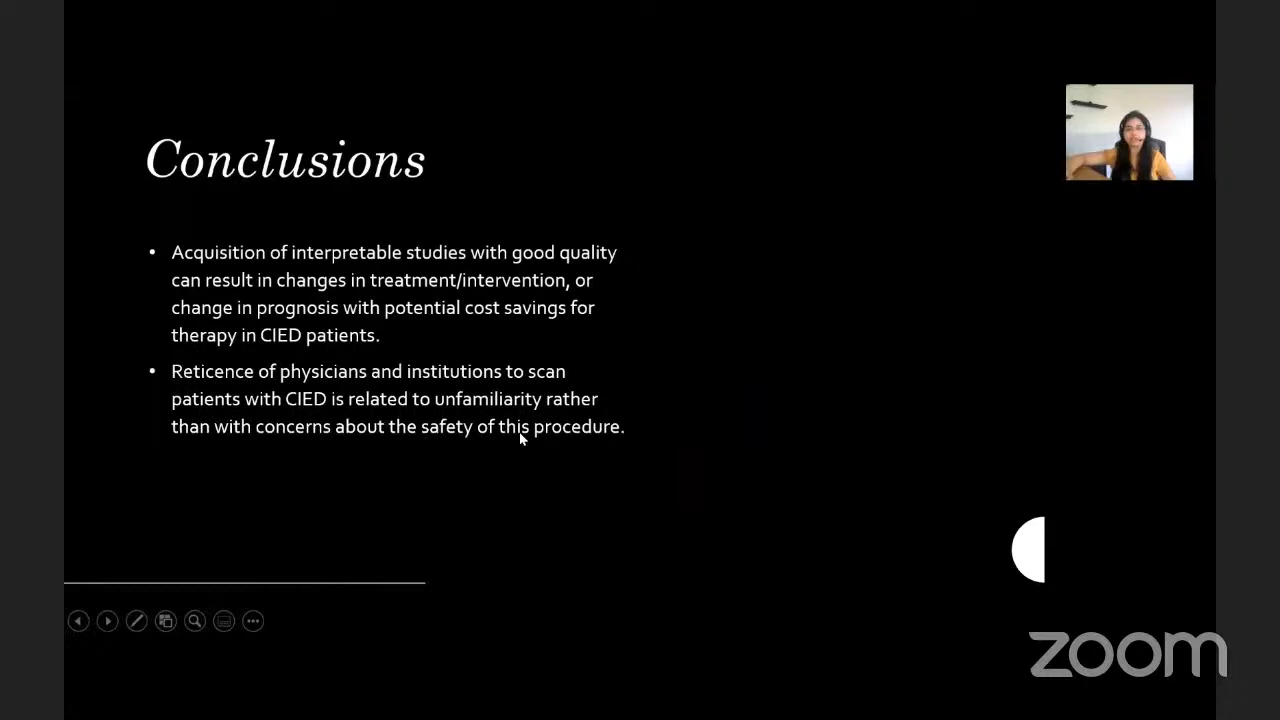 Conclusions
• Acquisition of interpretable studies with good quality
can result in changes in treatment/intervention, or
change in prognosis with potential cost savings for
therapy in CIED patients.
• Reticence of physicians and institutions to scan
patients with CIED is related to unfamiliarity rather
than with concerns about the safety of this procedure.
zoom